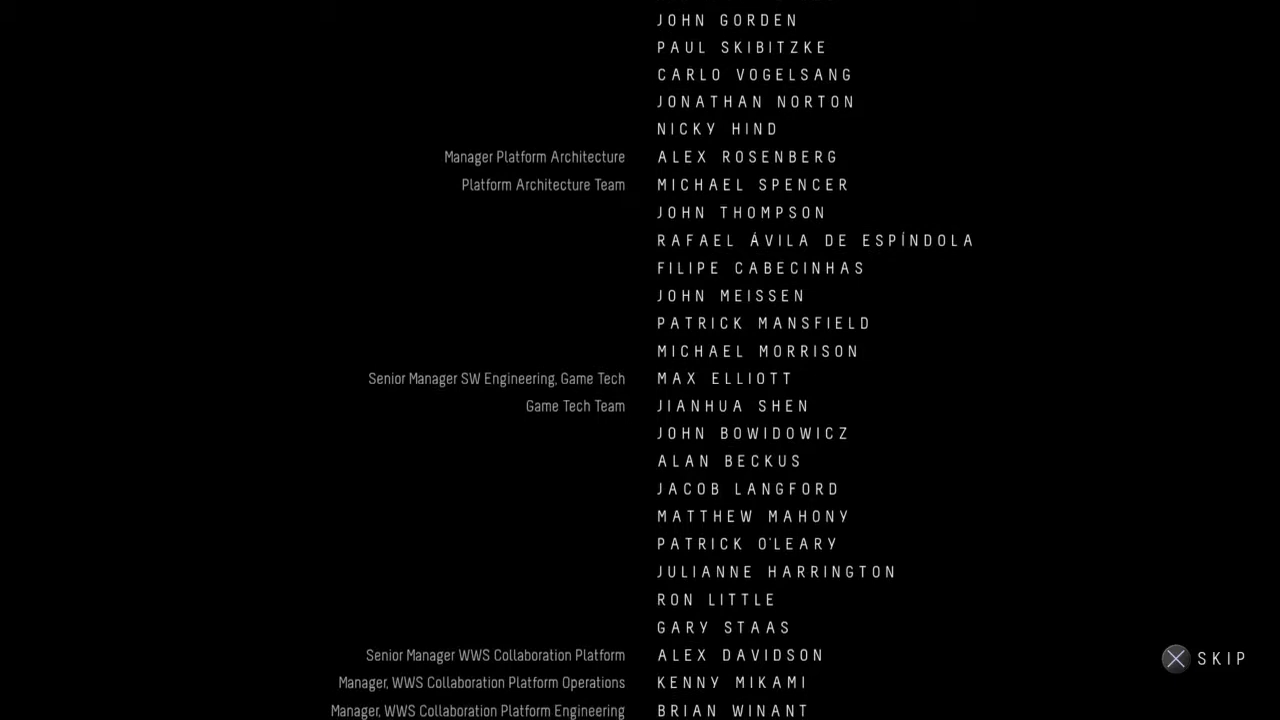 JOHN GORDEN
PAUL SKIBITZKE
CARLO VOGELSANG
JONATHAN NORTON
NICKY HIND
Manager Platform Architecture ALEX ROSENBERG
Platform Architecture Team MICHAEL SPENCER
JOHN THOMPSON
RAFAEL ÁVILA DE ESPÍNDOLA
FILIPE CABECINHAS
JOHN MEISSEN
PATRICK MANSFIELD
MICHAEL MORRISON
Senior Manager SW Engineering, Game Tech MAX ELLIOTT
Game Tech Team JIANHUA SHEN
JOHN BOWIDOWICZ
ALAN BECKUS
JACOB LANGFORD
MATTHEW MAHONY
PATRICK O'LEARY
JULIANNE HARRINGTON
RON LITTLE
GARY STAAS
Senior Manager WWS Collaboration Platform ALEX DAVIDSON
SKIP
Manager, WWS Collaboration Platform Operations KENNY MIKAMI
Manager, WWS Collaboration Platform Engineering BRIAN WINANT